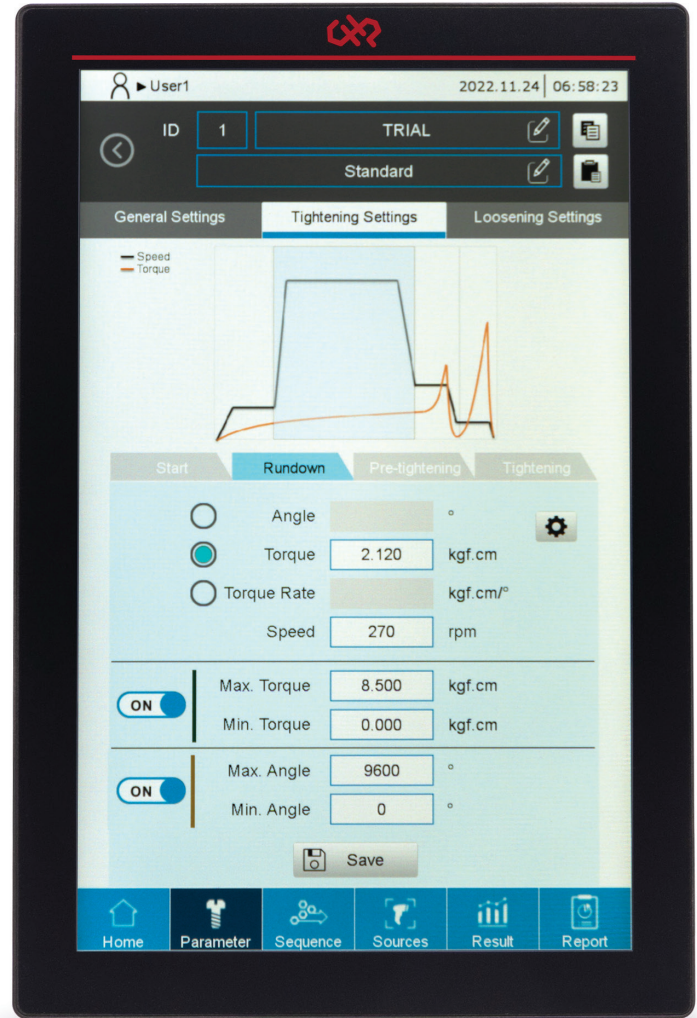 User1 2022.11.24 06:58:23
ID 1 TRIAL
Standard
General Settings Tightening Settings Loosening Settings
Speed
Torque
Start Rundown Pre-tightening Tightening
Angle °
Torque 2.120 kgf.cm
Torque Rate kgf.cm/°
Speed 270 rpm
ON
Max. Torque 8.500 kgf.cm
Min. Torque 0.000 kgf.cm
ON
Max. Angle 9600 °
Min. Angle 0 °
Save
Home Parameter Sequence Sources Result Report